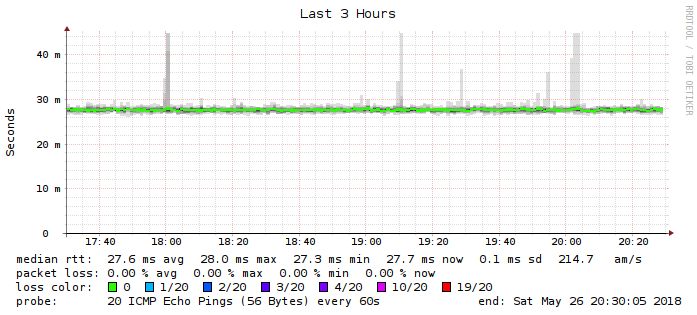 Last 3 Hours
RRDTOOL / TOBI OETIKER
Seconds
40 m
30 m
20 m
10 m
0
17:40 18:00 18:20 18:40 19:00 19:20 19:40 20:00 20:20
median rtt: 27.6 ms avg 28.0 ms max 27.3 ms min 27.7 ms now 0.1 ms sd 214.7 am/s
packet loss: 0.00 % avg 0.00 % max 0.00 % min 0.00 % now
loss color: 0 1/20 2/20 3/20 4/20 10/20 19/20
probe: 20 ICMP Echo Pings (56 Bytes) every 60s end: Sat May 26 20:30:05 2018